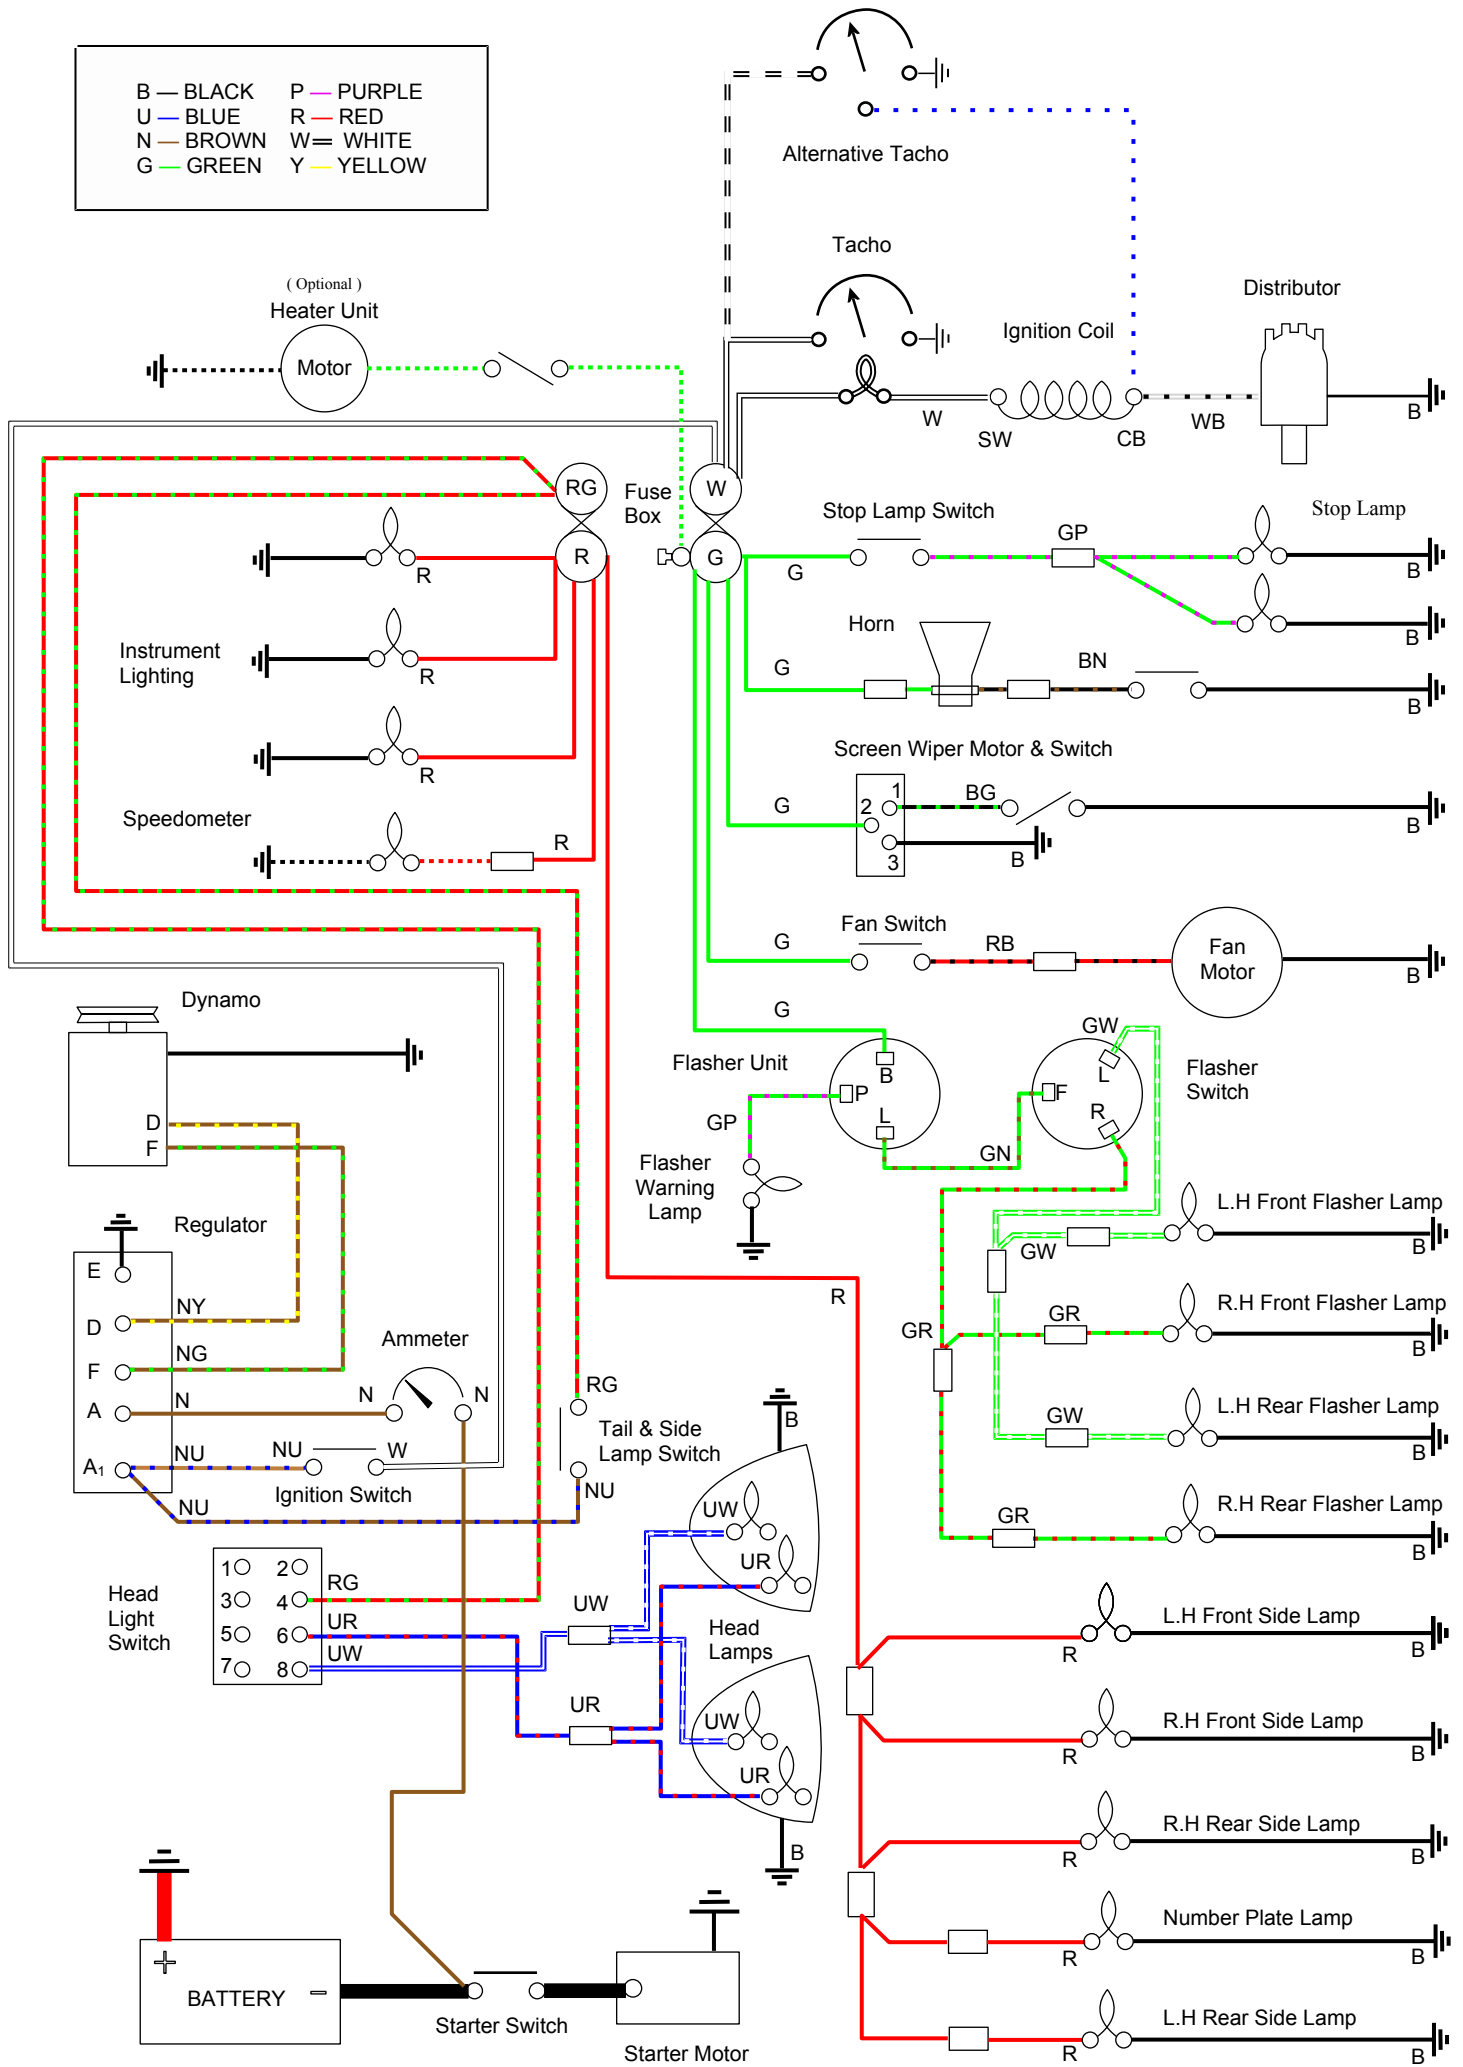 B — BLACK P — PURPLE
U — BLUE R — RED
N — BROWN W = WHITE
G — GREEN Y — YELLOW
Alternative Tacho
Tacho
( Optional )
Heater Unit
Motor
Ignition Coil
Distributor
W
SW
CB
WB
B
RG
Fuse
Box
W
Stop Lamp Switch
Stop Lamp
R
G
G
GP
B
R
B
Instrument
Lighting
R
Horn
G
BN
B
R
Screen Wiper Motor & Switch
G
1
2
3
BG
B
B
Speedometer
R
Fan Switch
G
RB
Fan
Motor
B
Dynamo
D
F
G
Flasher Unit
B
P
L
GP
GN
Flasher
Warning
Lamp
GW
L
F
R
Flasher
Switch
Regulator
E
D
F
A
A1
NY
NG
N
NU
NU
Ammeter
N
N
NU
W
Ignition Switch
RG
Tail & Side
Lamp Switch
NU
L.H Front Flasher Lamp
GW
B
R.H Front Flasher Lamp
GR
GR
B
L.H Rear Flasher Lamp
GW
B
R.H Rear Flasher Lamp
GR
B
R
Head
Light
Switch
1
2
3
4
5
6
7
8
RG
UR
UW
UW
UR
B
UW
UR
Head
Lamps
UW
UR
B
L.H Front Side Lamp
R
B
R.H Front Side Lamp
R
B
R.H Rear Side Lamp
R
B
Number Plate Lamp
R
B
L.H Rear Side Lamp
R
B
+
BATTERY
–
Starter Switch
Starter Motor